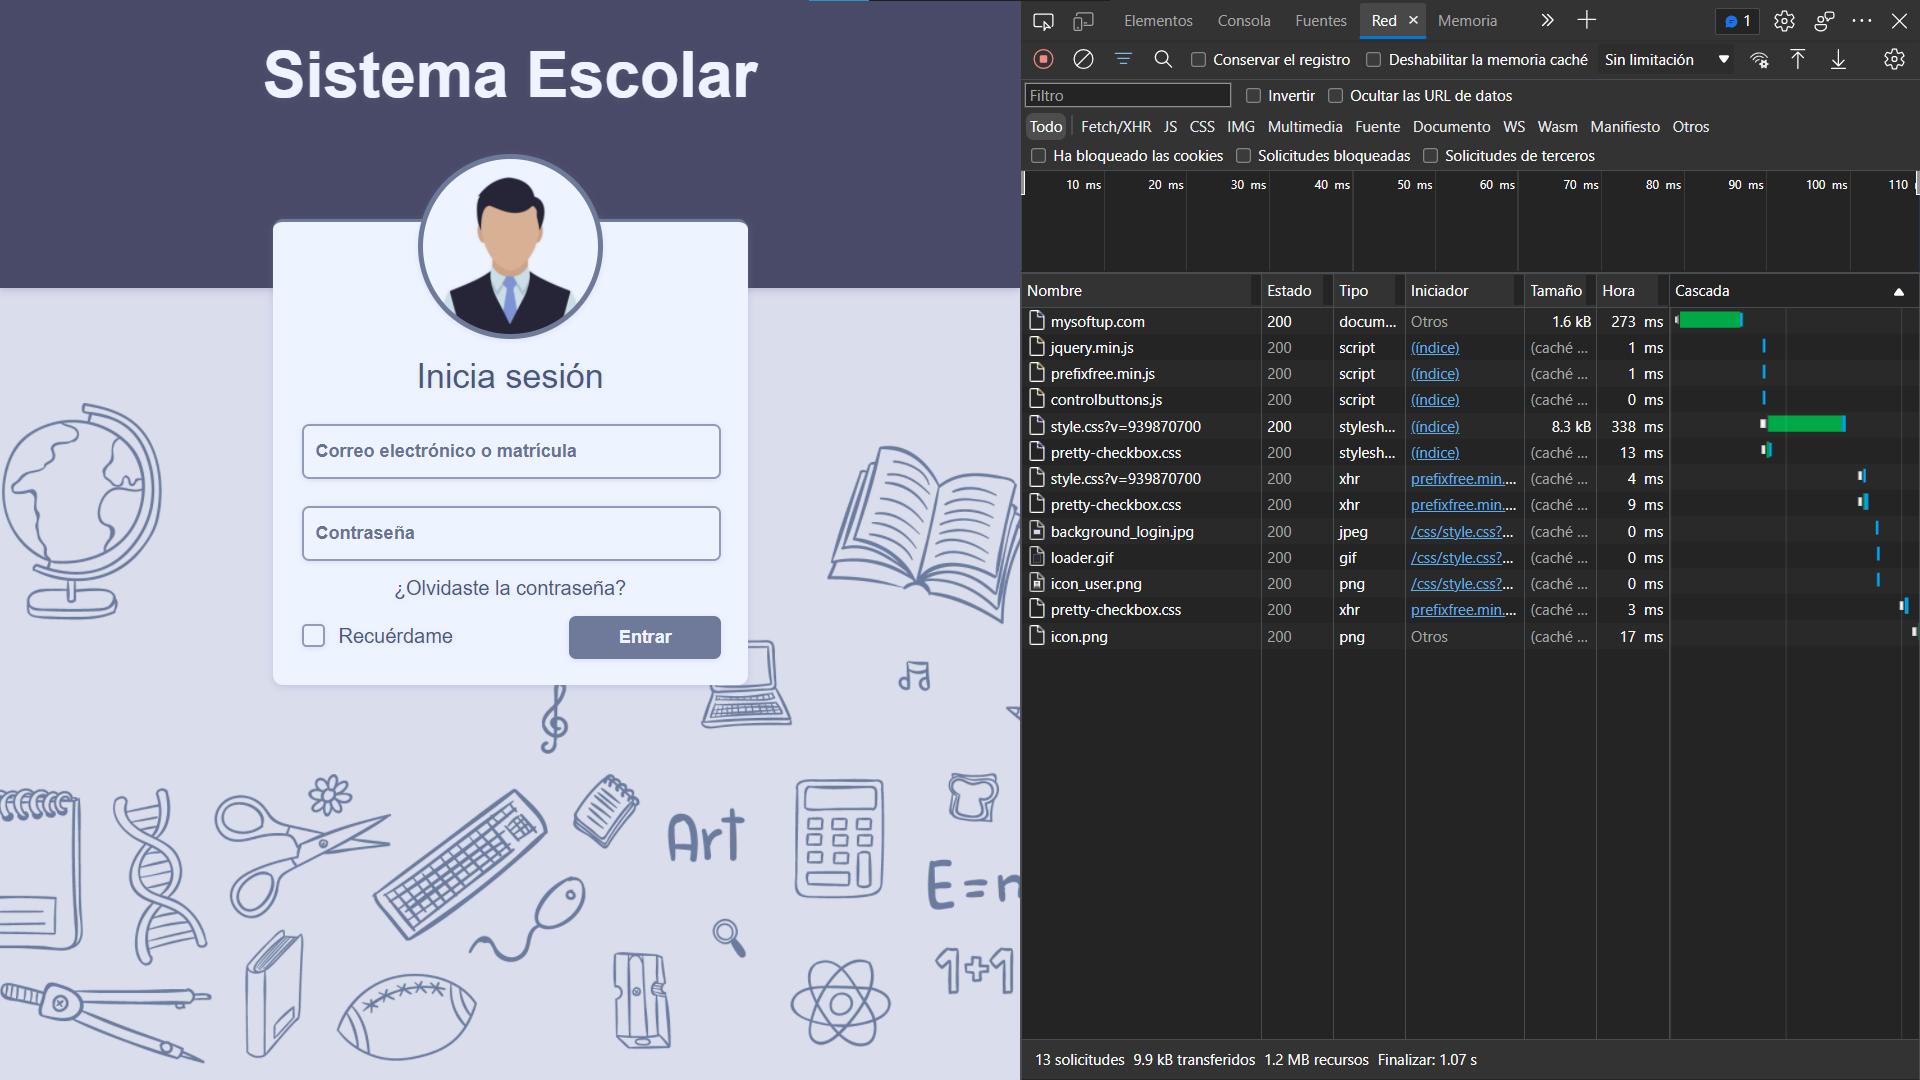 Sistema Escolar
Inicia sesión
Correo electrónico o matrícula
Contraseña
¿Olvidaste la contraseña?
Recuérdame
Entrar
Art
E=n
1+1
Elementos Consola Fuentes Red Memoria 1
Conservar el registro Deshabilitar la memoria caché Sin limitación
Filtro Invertir Ocultar las URL de datos
Todo Fetch/XHR JS CSS IMG Multimedia Fuente Documento WS Wasm Manifiesto Otros
Ha bloqueado las cookies Solicitudes bloqueadas Solicitudes de terceros
10 ms 20 ms 30 ms 40 ms 50 ms 60 ms 70 ms 80 ms 90 ms 100 ms 110
Nombre Estado Tipo Iniciador Tamaño Hora Cascada
mysoftup.com 200 docum... Otros 1.6 kB 273 ms
jquery.min.js 200 script (índice) (caché ... 1 ms
prefixfree.min.js 200 script (índice) (caché ... 1 ms
controlbuttons.js 200 script (índice) (caché ... 0 ms
style.css?v=939870700 200 stylesh... (índice) 8.3 kB 338 ms
pretty-checkbox.css 200 stylesh... (índice) (caché ... 13 ms
style.css?v=939870700 200 xhr prefixfree.min.... (caché ... 4 ms
pretty-checkbox.css 200 xhr prefixfree.min.... (caché ... 9 ms
background_login.jpg 200 jpeg /css/style.css?... (caché ... 0 ms
loader.gif 200 gif /css/style.css?... (caché ... 0 ms
icon_user.png 200 png /css/style.css?... (caché ... 0 ms
pretty-checkbox.css 200 xhr prefixfree.min.... (caché ... 3 ms
icon.png 200 png Otros (caché ... 17 ms
13 solicitudes 9.9 kB transferidos 1.2 MB recursos Finalizar: 1.07 s